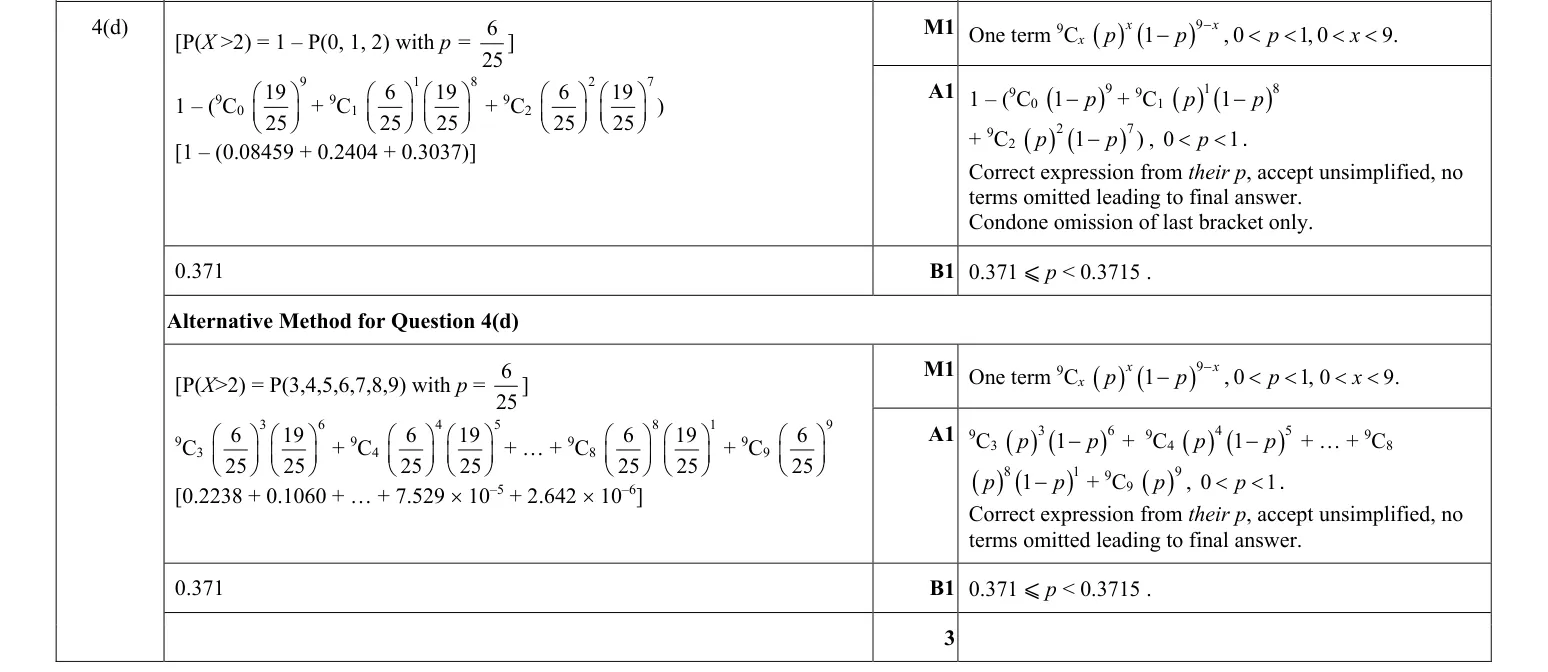 4(d)
[P(X >2) = 1 – P(0, 1, 2) with p = 6/25]
M1
One term ⁹Cₓ (p)ˣ(1 – p)⁹⁻ˣ, 0 < p < 1, 0 < x < 9.
1 – (⁹C₀ (19/25)⁹ + ⁹C₁ (6/25)¹(19/25)⁸ + ⁹C₂ (6/25)²(19/25)⁷)
[1 – (0.08459 + 0.2404 + 0.3037)]
A1
1 – (⁹C₀ (1 – p)⁹ + ⁹C₁ (p)¹(1 – p)⁸
+ ⁹C₂ (p)²(1 – p)⁷) , 0 < p < 1 .
Correct expression from their p, accept unsimplified, no
terms omitted leading to final answer.
Condone omission of last bracket only.
0.371
B1
0.371 ⩽ p < 0.3715 .
Alternative Method for Question 4(d)
[P(X>2) = P(3,4,5,6,7,8,9) with p = 6/25]
M1
One term ⁹Cₓ (p)ˣ(1 – p)⁹⁻ˣ, 0 < p < 1, 0 < x < 9.
⁹C₃ (6/25)³(19/25)⁶ + ⁹C₄ (6/25)⁴(19/25)⁵ + … + ⁹C₈ (6/25)⁸(19/25)¹ + ⁹C₉ (6/25)⁹
[0.2238 + 0.1060 + … + 7.529 × 10⁻⁵ + 2.642 × 10⁻⁶]
A1
⁹C₃ (p)³(1 – p)⁶ + ⁹C₄ (p)⁴(1 – p)⁵ + … + ⁹C₈
(p)⁸(1 – p)¹ + ⁹C₉ (p)⁹ , 0 < p < 1 .
Correct expression from their p, accept unsimplified, no
terms omitted leading to final answer.
0.371
B1
0.371 ⩽ p < 0.3715 .
3